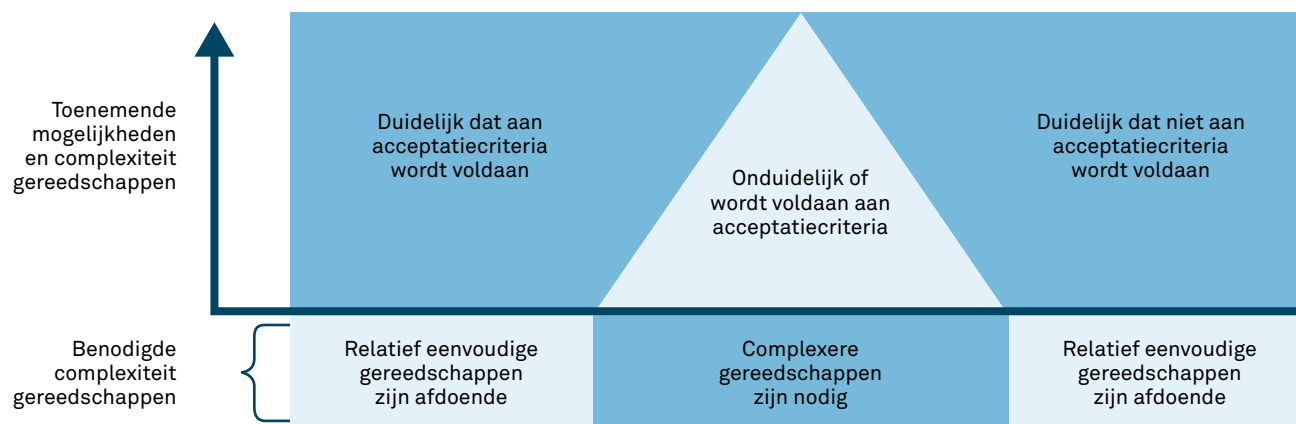 Toenemende
mogelijkheden
en complexiteit
gereedschappen
Duidelijk dat aan
acceptatiecriteria
wordt voldaan
Onduidelijk of
wordt voldaan aan
acceptatiecriteria
Duidelijk dat niet aan
acceptatiecriteria
wordt voldaan
Benodigde
complexiteit
gereedschappen
Relatief eenvoudige
gereedschappen
zijn afdoende
Complexere
gereedschappen
zijn nodig
Relatief eenvoudige
gereedschappen
zijn afdoende